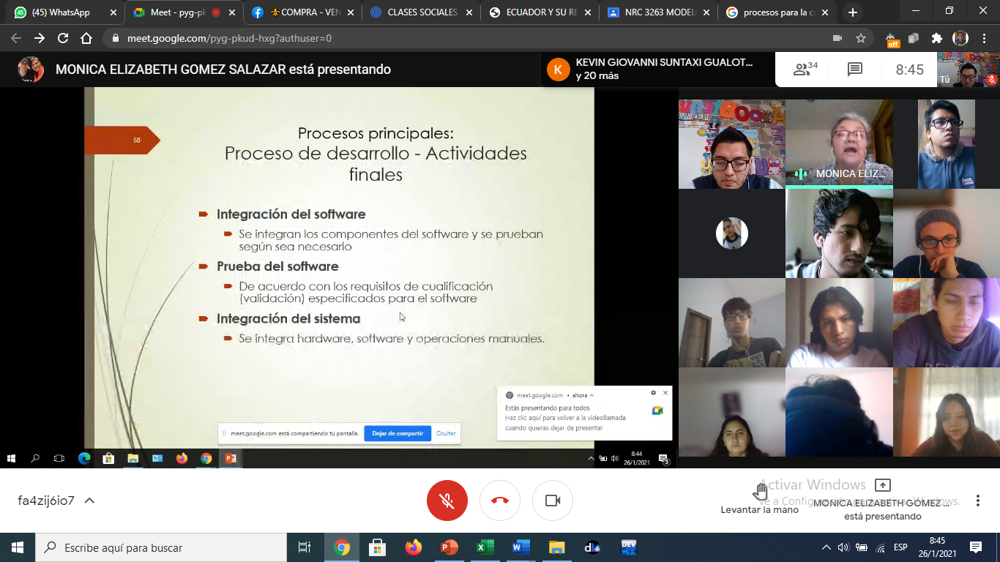 (45) WhatsApp
Meet - pyg-pk
COMPRA - VEN
CLASES SOCIALES
ECUADOR Y SU RE
NRC 3263 MODEL
procesos para la c
meet.google.com/pyg-pkud-hxg?authuser=0
off
MONICA ELIZABETH GOMEZ SALAZAR está presentando
K
KEVIN GIOVANNI SUNTAXI GUALOT...
y 20 más
34
8:45
Tú
58
Procesos principales:
Proceso de desarrollo - Actividades
finales
Integración del software
Se integran los componentes del software y se prueban
según sea necesario
Prueba del software
De acuerdo con los requisitos de cualificación
(validación) especificados para el software
Integración del sistema
Se integra hardware, software y operaciones manuales.
MONICA ELIZ...
meet.google.com • ahora
Estás presentando para todos
Haz clic aquí para volver a la videollamada
cuando quieras dejar de presentar
meet.google.com está compartiendo tu pantalla.
Dejar de compartir
Ocultar
8:44
26/1/2021
3
fa4zij6io7
Levantar la mano
Activar Windows
Ve a Configuración para activar Windows.
MONICA ELIZABETH GOMEZ ...
está presentando
Escribe aquí para buscar
DEV
ESP
8:45
26/1/2021